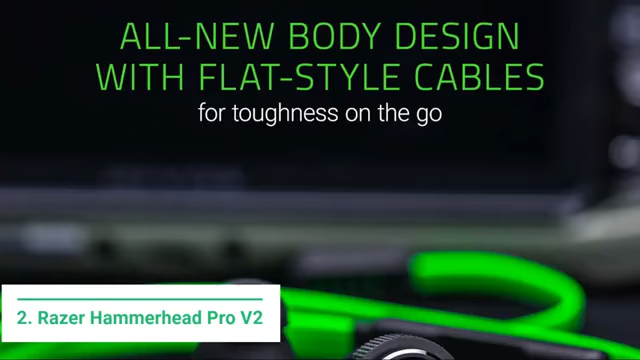 ALL-NEW BODY DESIGN
WITH FLAT-STYLE CABLES
for toughness on the go
2. Razer Hammerhead Pro V2